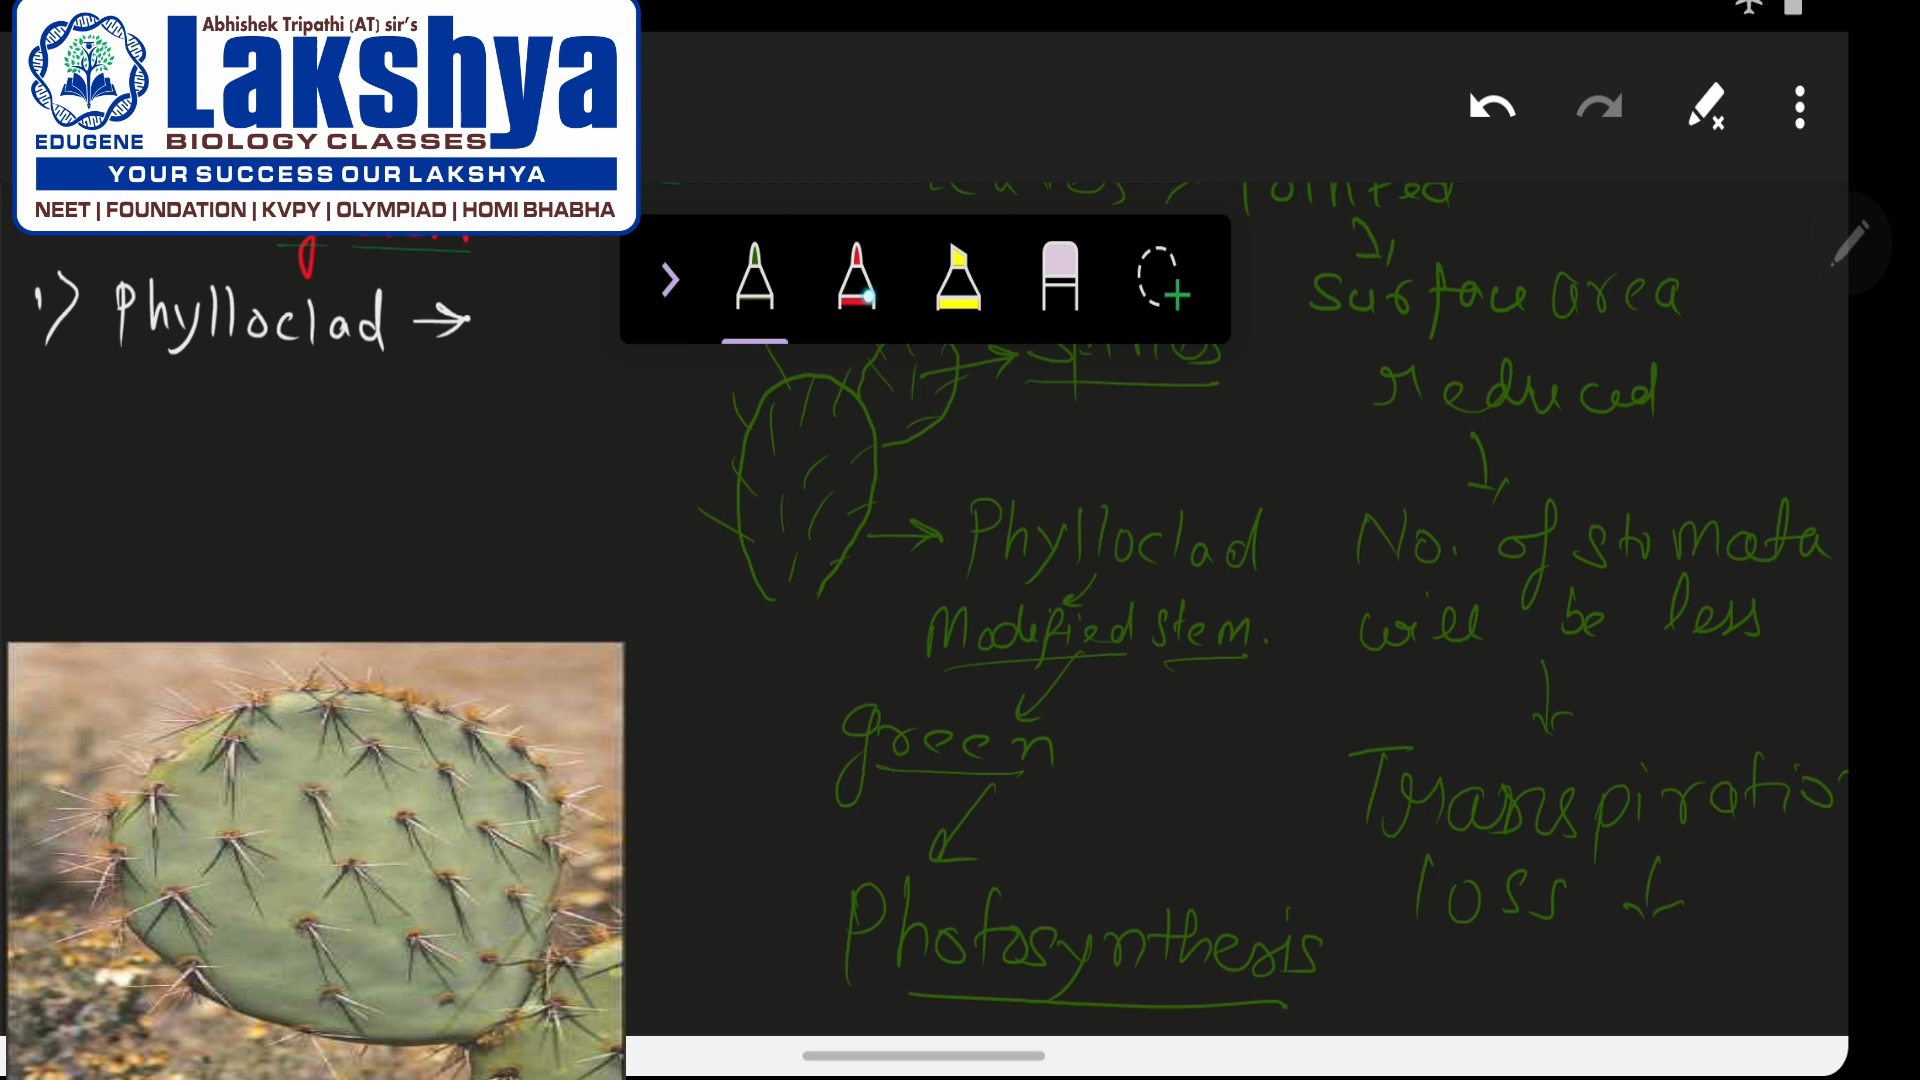 Abhishek Tripathi (AT) sir's
Lakshya
EDUGENE
BIOLOGY CLASSES
YOUR SUCCESS OUR LAKSHYA
NEET | FOUNDATION | KVPY | OLYMPIAD | HOMI BHABHA
Pointed
1) Phylloclad →
Surface area
reduced
Phylloclad
Modified stem.
green
Photosynthesis
No. of stomata
will be less
Transpiration
loss ↓